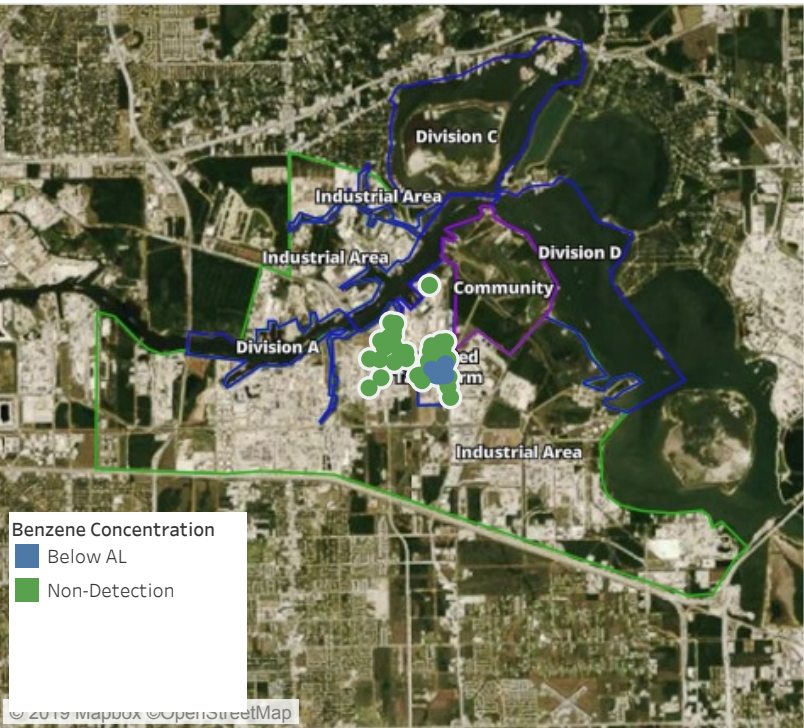 Division C
Industrial Area
Industrial Area
Division D
Community
Division A
Industrial Area
Benzene Concentration
Below AL
Non-Detection
© 2019 Mapbox ©OpenStreetMap